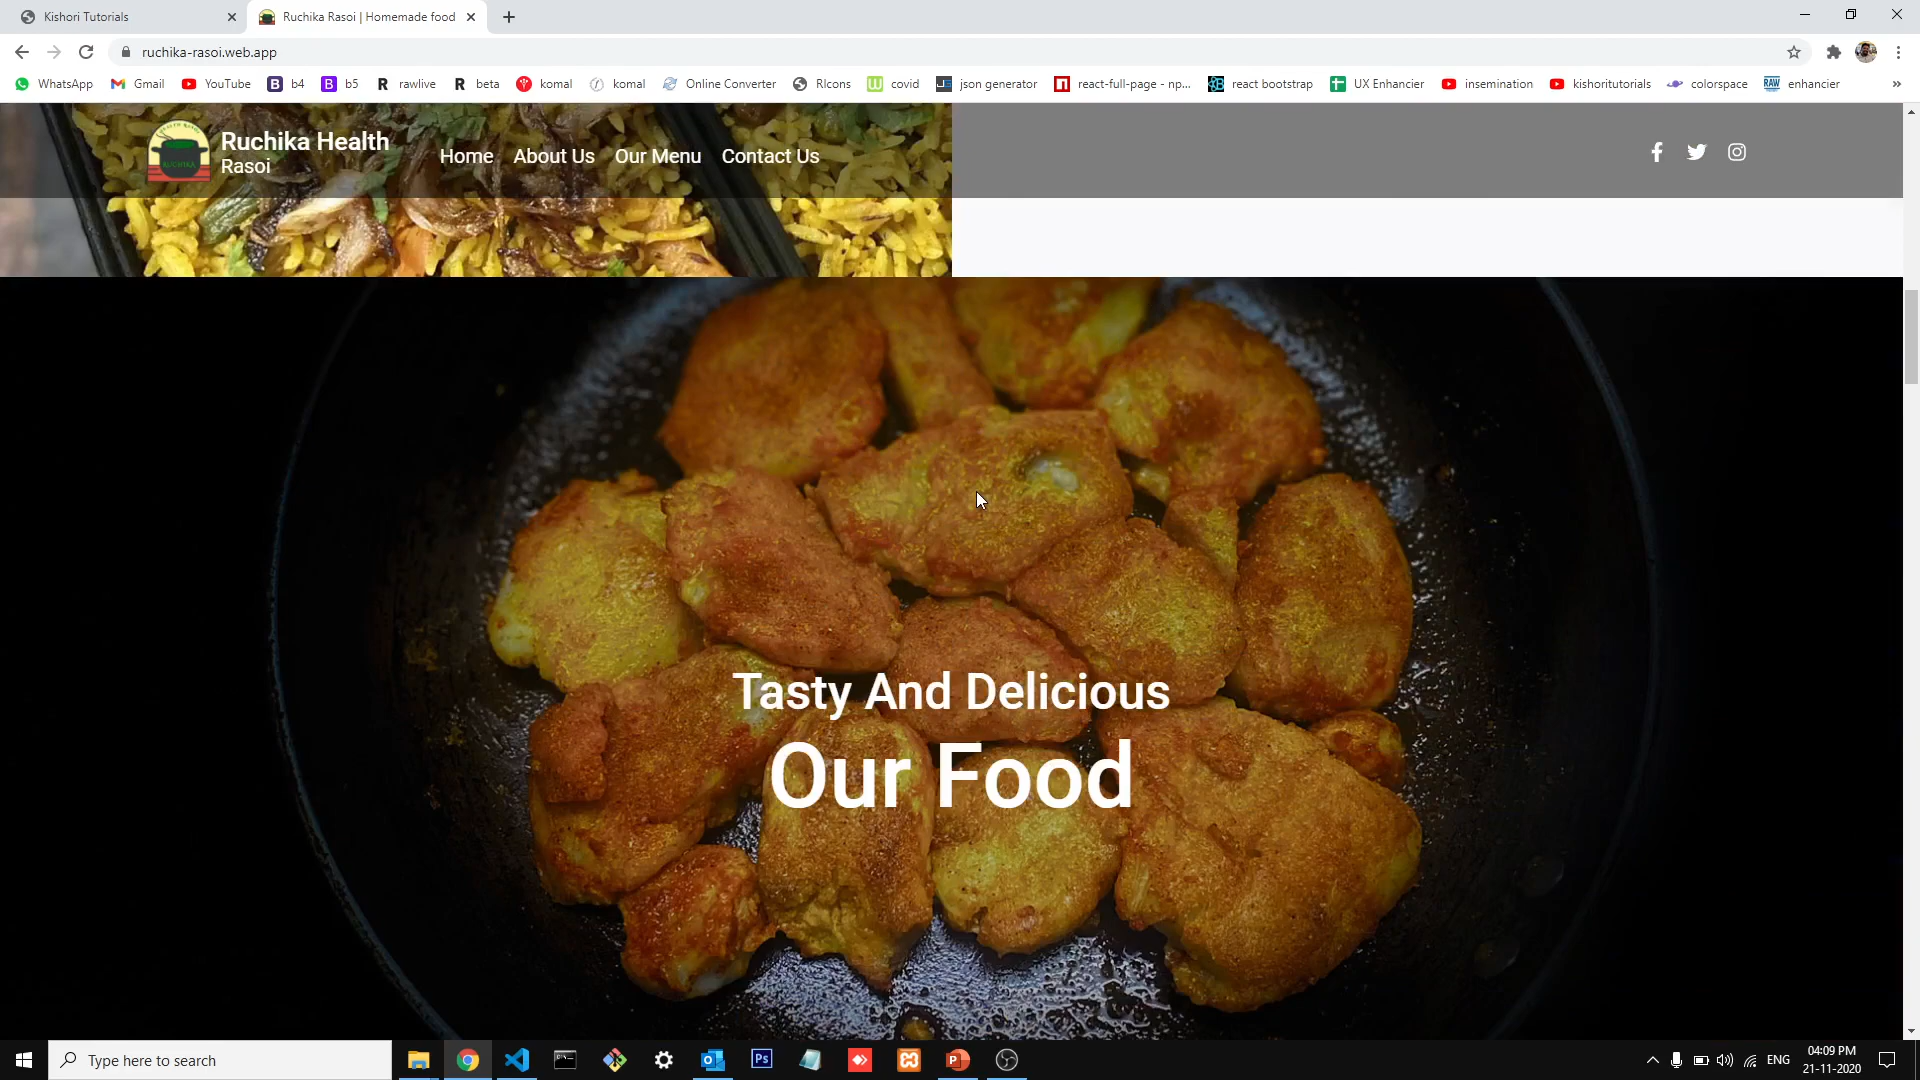 Kishori Tutorials
Ruchika Rasoi | Homemade food
ruchika-rasoi.web.app
WhatsApp Gmail YouTube b4 b5 rawlive beta komal komal Online Converter RIcons covid json generator react-full-page - np... react bootstrap UX Enhancier insemination kishoritutorials colorspace enhancier
Ruchika Health
Rasoi
Home About Us Our Menu Contact Us
Tasty And Delicious
Our Food
Type here to search
ENG
04:09 PM
21-11-2020